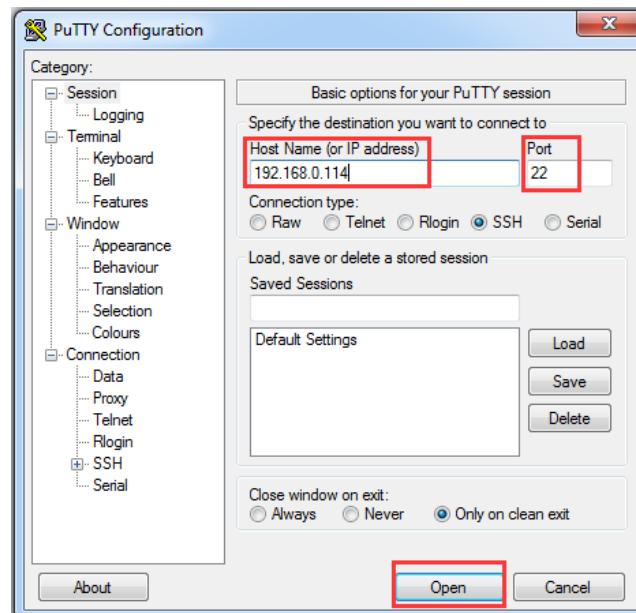 PuTTY Configuration
Category:
Session
Logging
Terminal
Keyboard
Bell
Features
Window
Appearance
Behaviour
Translation
Selection
Colours
Connection
Data
Proxy
Telnet
Rlogin
SSH
Serial
Basic options for your PuTTY session
Specify the destination you want to connect to
Host Name (or IP address) Port
192.168.0.114 22
Connection type:
Raw Telnet Rlogin SSH Serial
Load, save or delete a stored session
Saved Sessions
Default Settings
Load
Save
Delete
Close window on exit:
Always Never Only on clean exit
About Open Cancel